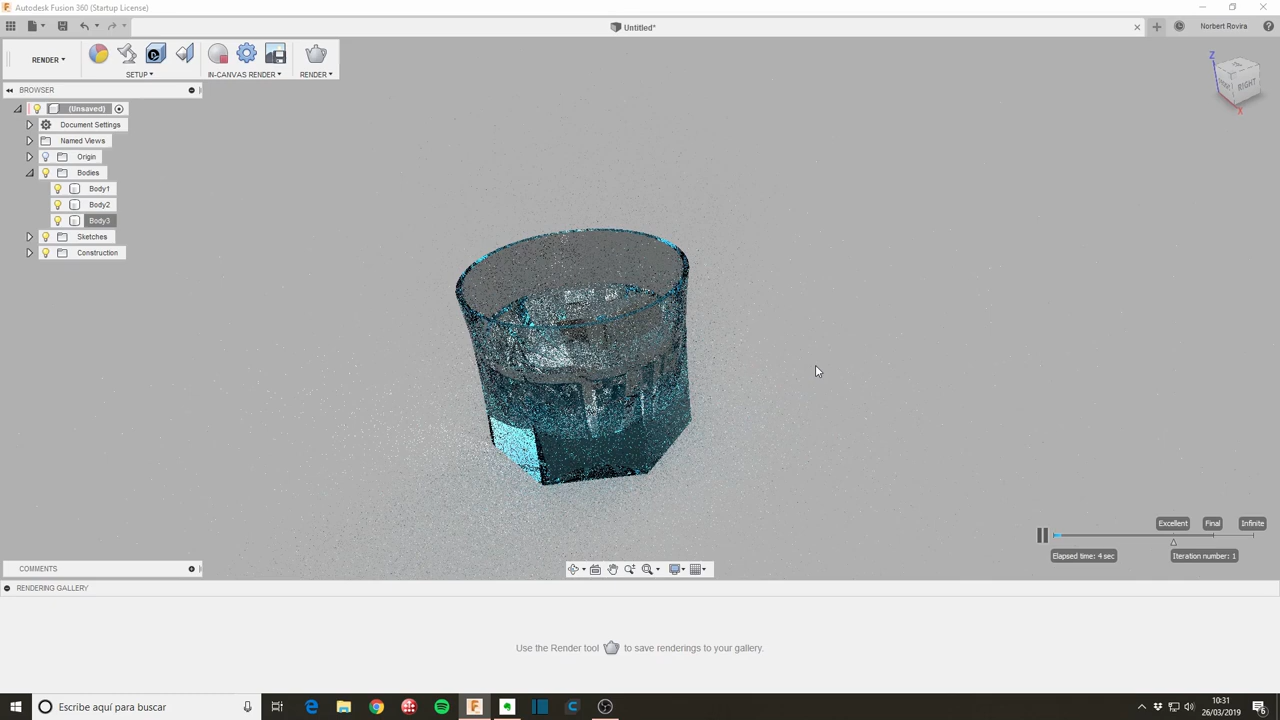 Autodesk Fusion 360 (Startup License)
Untitled*
Norbert Rovira
RENDER
SETUP
IN-CANVAS RENDER
RENDER
BROWSER
(Unsaved)
Document Settings
Named Views
Origin
Bodies
Body1
Body2
Body3
Sketches
Construction
Z
RIGHT
X
Excellent
Final
Infinite
Elapsed time: 4 sec
Iteration number: 1
COMMENTS
RENDERING GALLERY
Use the Render tool to save renderings to your gallery.
Escribe aquí para buscar
10:31
26/03/2019